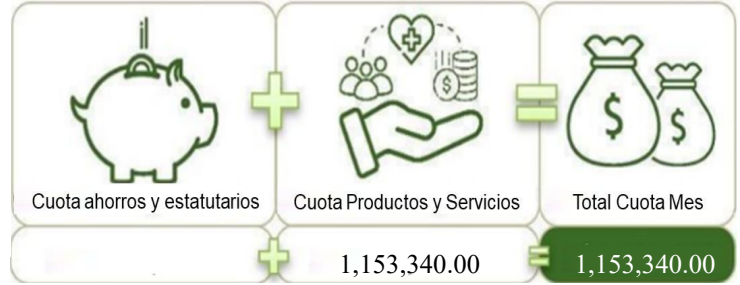 Cuota ahorros y estatutarios
Cuota Productos y Servicios
Total Cuota Mes
1,153,340.00
1,153,340.00